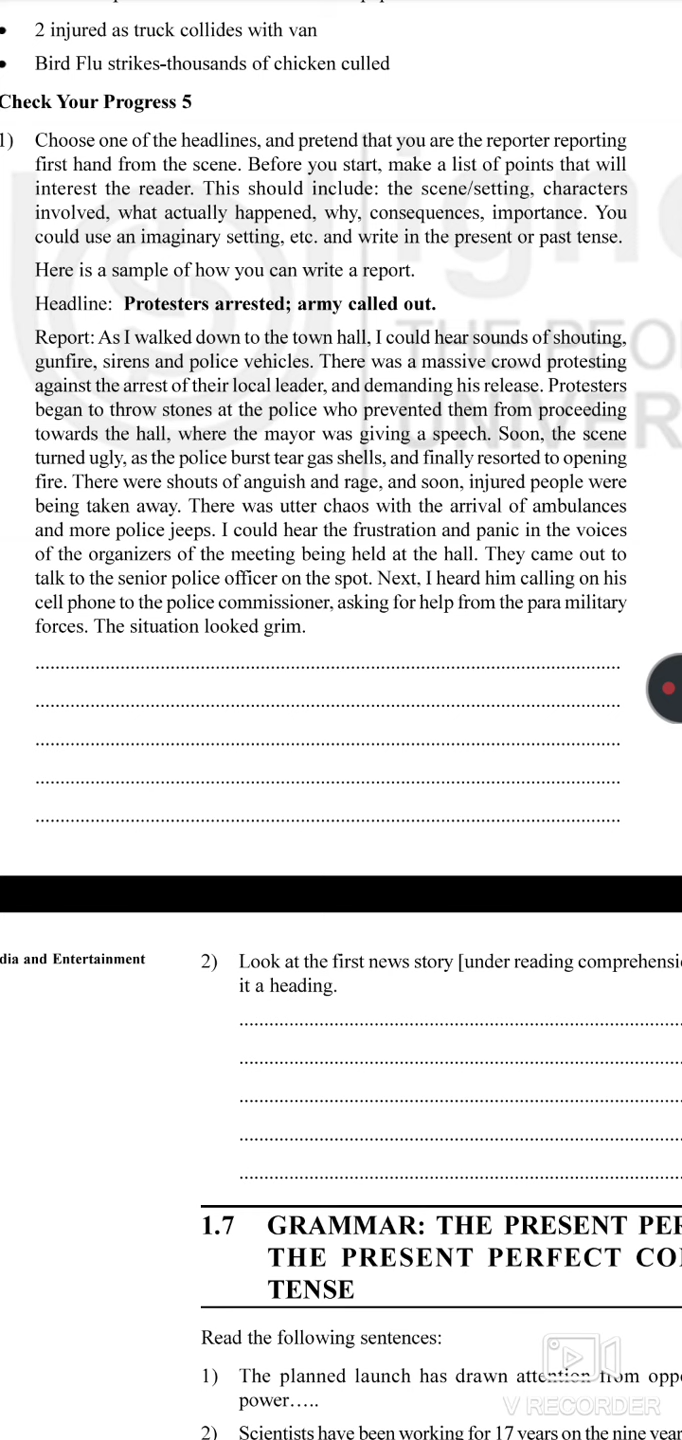 • 2 injured as truck collides with van
• Bird Flu strikes-thousands of chicken culled
Check Your Progress 5
1) Choose one of the headlines, and pretend that you are the reporter reporting
first hand from the scene. Before you start, make a list of points that will
interest the reader. This should include: the scene/setting, characters
involved, what actually happened, why, consequences, importance. You
could use an imaginary setting, etc. and write in the present or past tense.
Here is a sample of how you can write a report.
Headline: Protesters arrested; army called out.
Report: As I walked down to the town hall, I could hear sounds of shouting,
gunfire, sirens and police vehicles. There was a massive crowd protesting
against the arrest of their local leader, and demanding his release. Protesters
began to throw stones at the police who prevented them from proceeding
towards the hall, where the mayor was giving a speech. Soon, the scene
turned ugly, as the police burst tear gas shells, and finally resorted to opening
fire. There were shouts of anguish and rage, and soon, injured people were
being taken away. There was utter chaos with the arrival of ambulances
and more police jeeps. I could hear the frustration and panic in the voices
of the organizers of the meeting being held at the hall. They came out to
talk to the senior police officer on the spot. Next, I heard him calling on his
cell phone to the police commissioner, asking for help from the para military
forces. The situation looked grim.
ign
THE PEO
UNIVER
dia and Entertainment
2) Look at the first news story [under reading comprehensi
it a heading.
1.7 GRAMMAR: THE PRESENT PER
THE PRESENT PERFECT CO
TENSE
Read the following sentences:
1) The planned launch has drawn attention from opp
power…..
V RECORDER
2) Scientists have been working for 17 years on the nine year